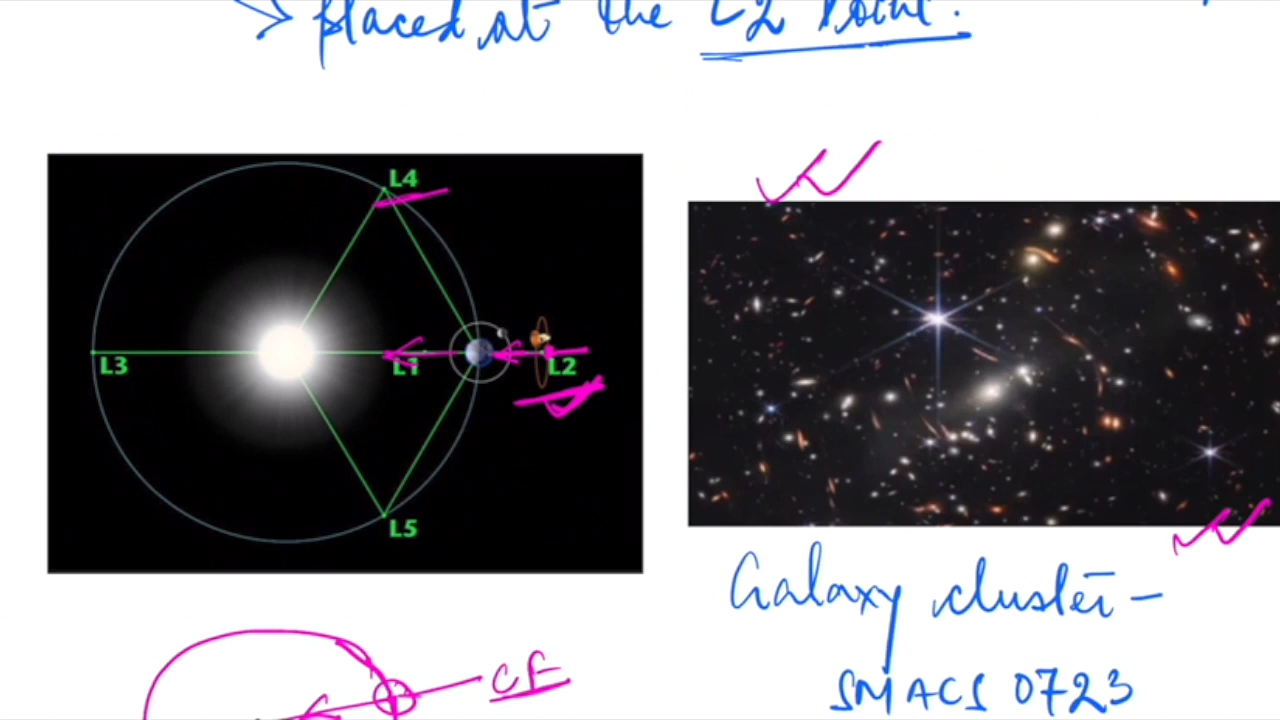 > placed at the L2 Point.
L4
L3
L1
L2
L5
Galaxy cluster -
SMACS 0723
CF